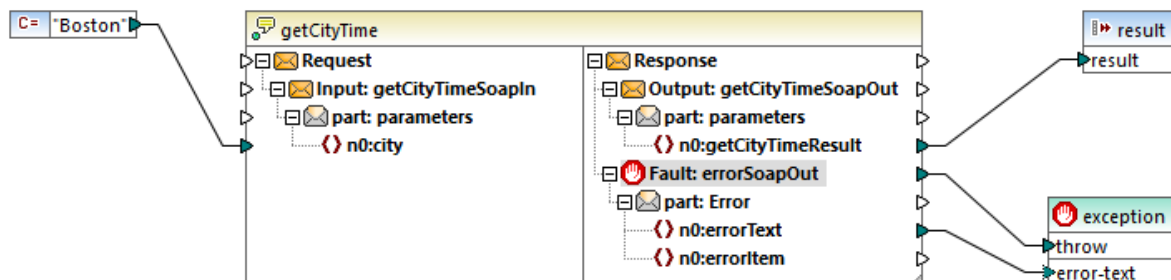 C= "Boston"
getCityTime
Request
Input: getCityTimeSoapIn
part: parameters
n0:city
Response
Output: getCityTimeSoapOut
part: parameters
n0:getCityTimeResult
Fault: errorSoapOut
part: Error
n0:errorText
n0:errorItem
result
result
exception
throw
error-text